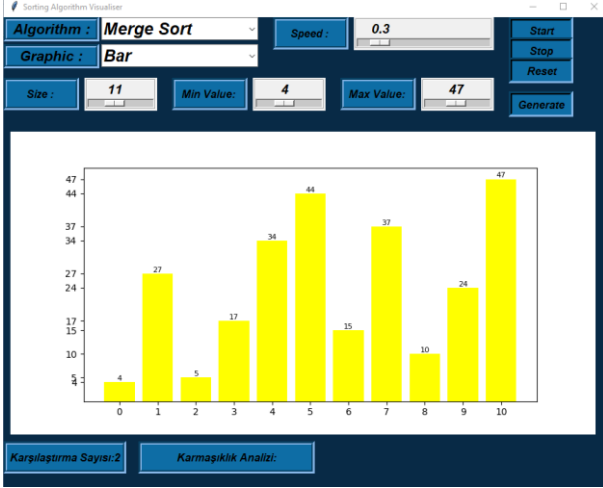 Sorting Algorithm Visualiser
Algorithm : Merge Sort
Graphic : Bar
Speed : 0.3
Start
Stop
Reset
Size : 11
Min Value: 4
Max Value: 47
Generate
47
44
37
34
27
24
17
15
10
5
4
4
27
5
17
34
44
15
37
10
24
47
0 1 2 3 4 5 6 7 8 9 10
Karşılaştırma Sayısı:2
Karmaşıklık Analizi: